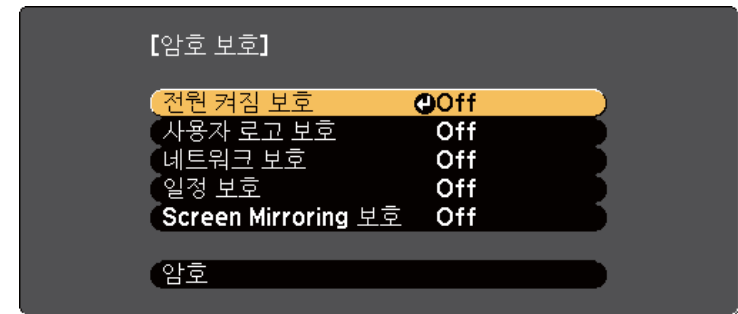 [암호 보호]
전원 켜짐 보호 Off
사용자 로고 보호 Off
네트워크 보호 Off
일정 보호 Off
Screen Mirroring 보호 Off
암호